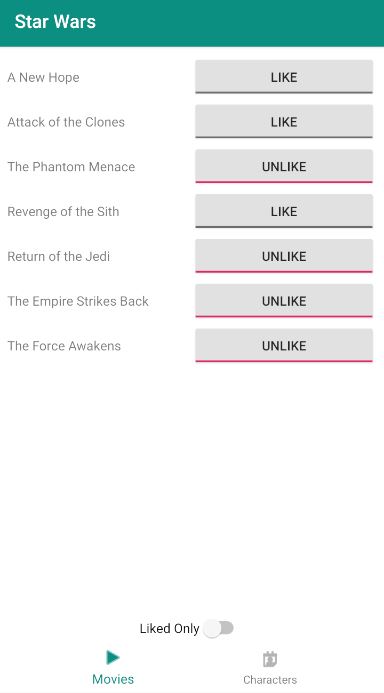 Star Wars
A New Hope LIKE
Attack of the Clones LIKE
The Phantom Menace UNLIKE
Revenge of the Sith LIKE
Return of the Jedi UNLIKE
The Empire Strikes Back UNLIKE
The Force Awakens UNLIKE
Liked Only
Movies Characters